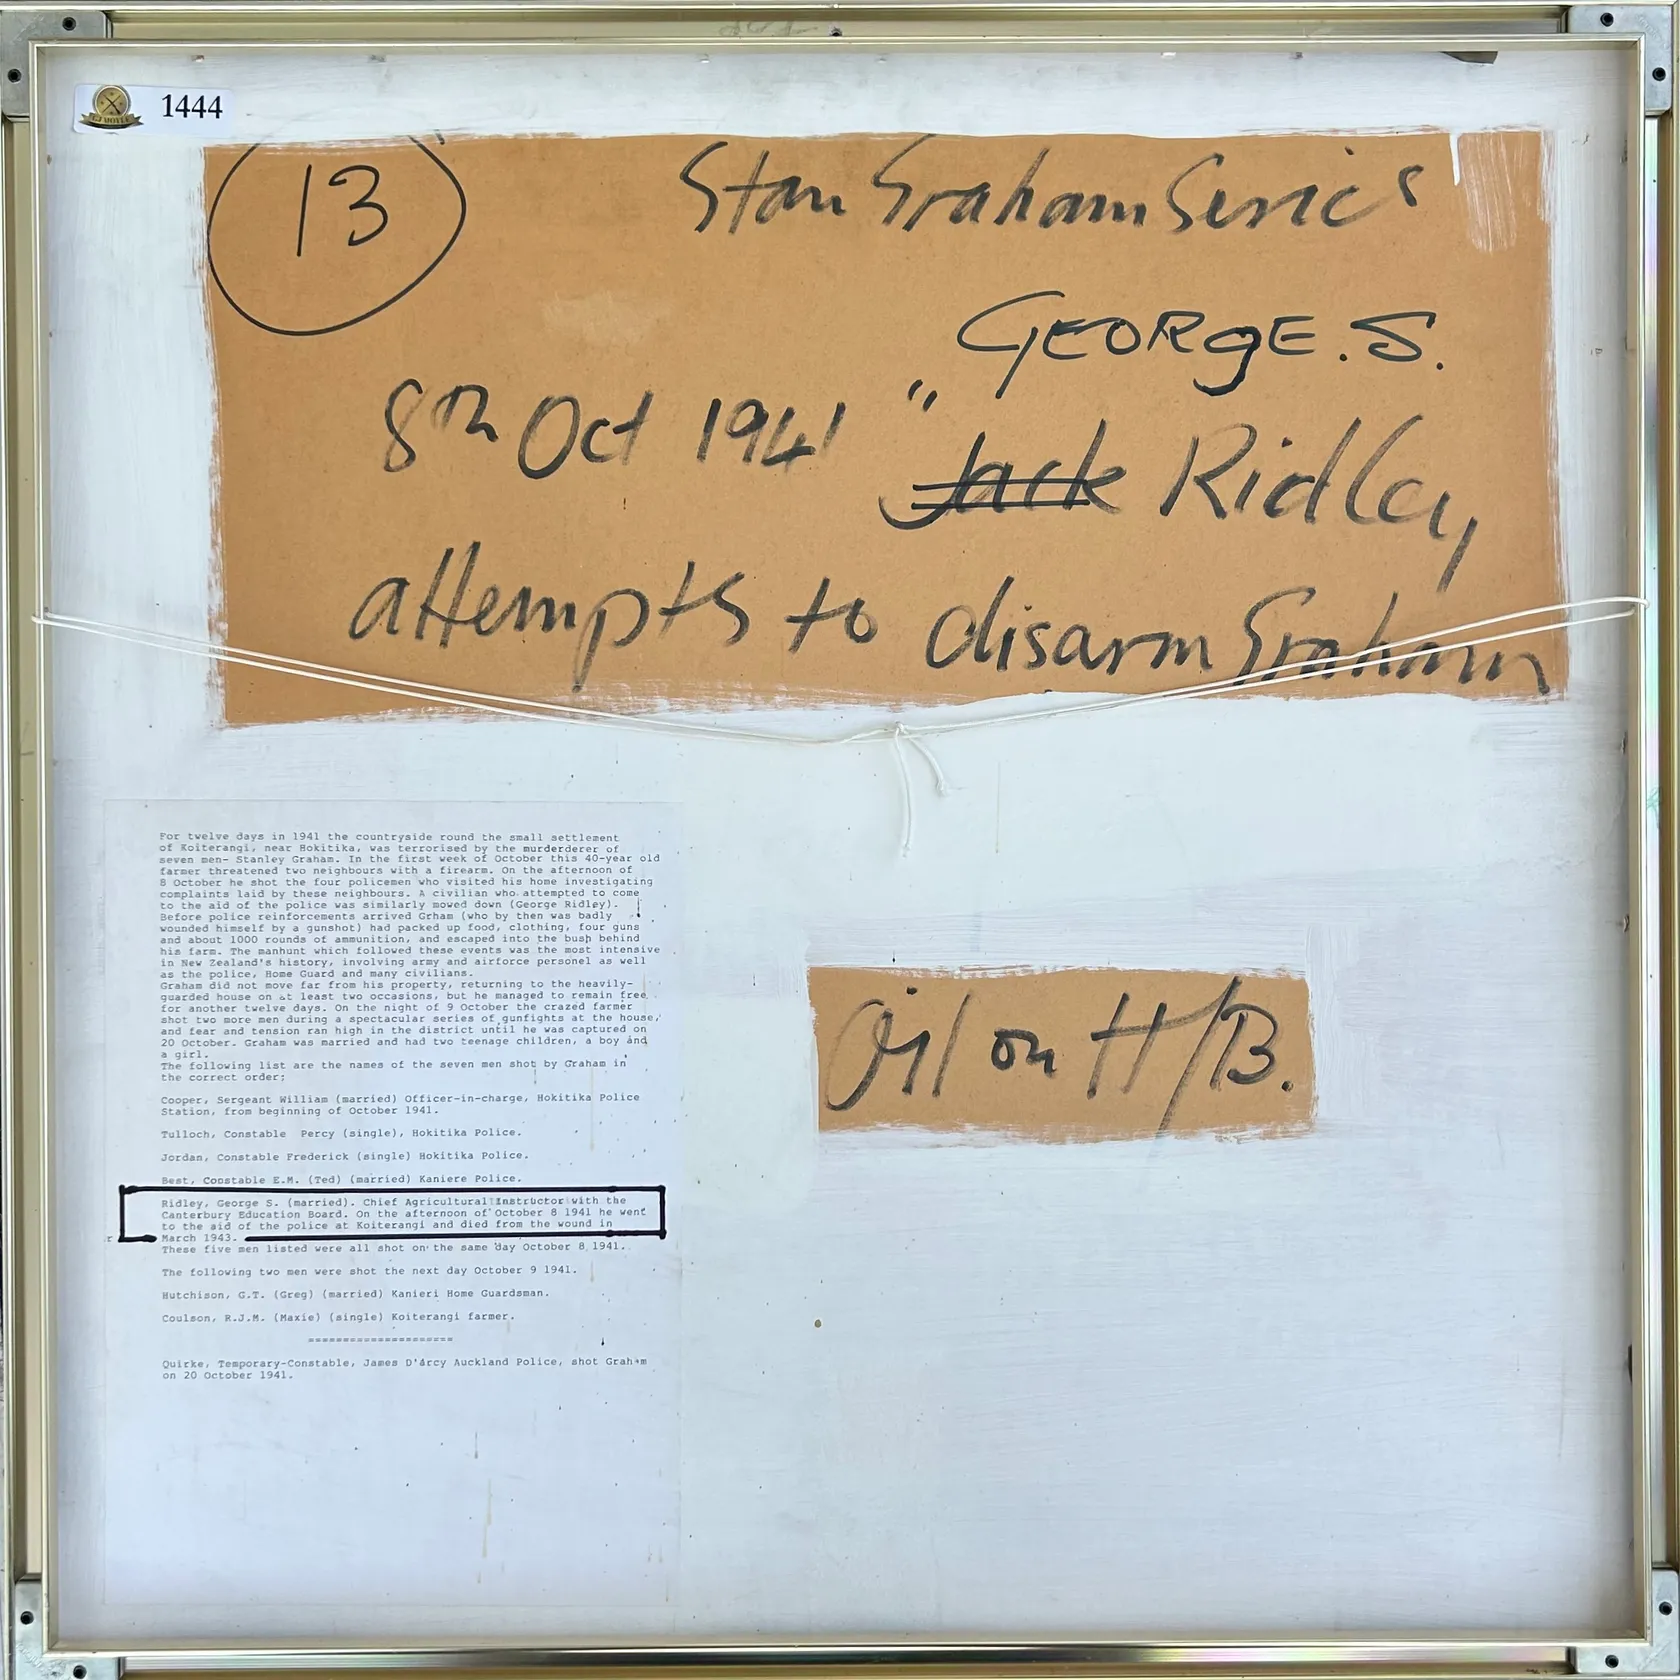 1444
13
Stan Graham Series
GEORGE. S.
8th Oct 1941 " Jack Ridley
attempts to disarm Graham
For twelve days in 1941 the countryside round the small settlement
of Koiterangi, near Hokitika, was terrorised by the murderer of
seven men- Stanley Graham. In the first week of October this 40-year old
farmer threatened two neighbours with a firearm. On the afternoon of
8 October he shot the four policemen who visited his home investigating
complaints laid by these neighbours. A civilian who attempted to come
to the aid of the police was similarly mowed down (George Ridley).
Before police reinforcements arrived Grham (who by then was badly
wounded himself by a gunshot) had packed up food, clothing, four guns
and about 1000 rounds of ammunition, and escaped into the bush behind
his farm. The manhunt which followed these events was the most intensive
in New Zealand's history, involving army and airforce personel as well
as the police, Home Guard and many civilians.
Graham did not move far from his property, returning to the heavily-
guarded house on at least two occasions, but he managed to remain free
for another twelve days. On the night of 9 October the crazed farmer
shot two more men during a spectacular series of gunfights at the house,
and fear and tension ran high in the district until he was captured on
20 October. Graham was married and had two teenage children, a boy and
a girl.
The following list are the names of the seven men shot by Graham in
the correct order;
Cooper, Sergeant William (married) Officer-in-charge, Hokitika Police
Station, from beginning of October 1941.
Tulloch, Constable Percy (single), Hokitika Police.
Jordan, Constable Frederick (single) Hokitika Police.
Best, Constable E.M. (Ted) (married) Kaniere Police.
Ridley, George S. (married). Chief Agricultural Instructor with the
Canterbury Education Board. On the afternoon of October 8 1941 he went
to the aid of the police at Koiterangi and died from the wound in
March 1943.
These five men listed were all shot on the same day October 8 1941.
The following two men were shot the next day October 9 1941.
Hutchison, G.T. (Greg) (married) Kanieri Home Guardsman.
Coulson, R.J.M. (Maxie) (single) Koiterangi farmer.
=====================
Quirke, Temporary-Constable, James D'Arcy Auckland Police, shot Graham
on 20 October 1941.
Oil on H/B.